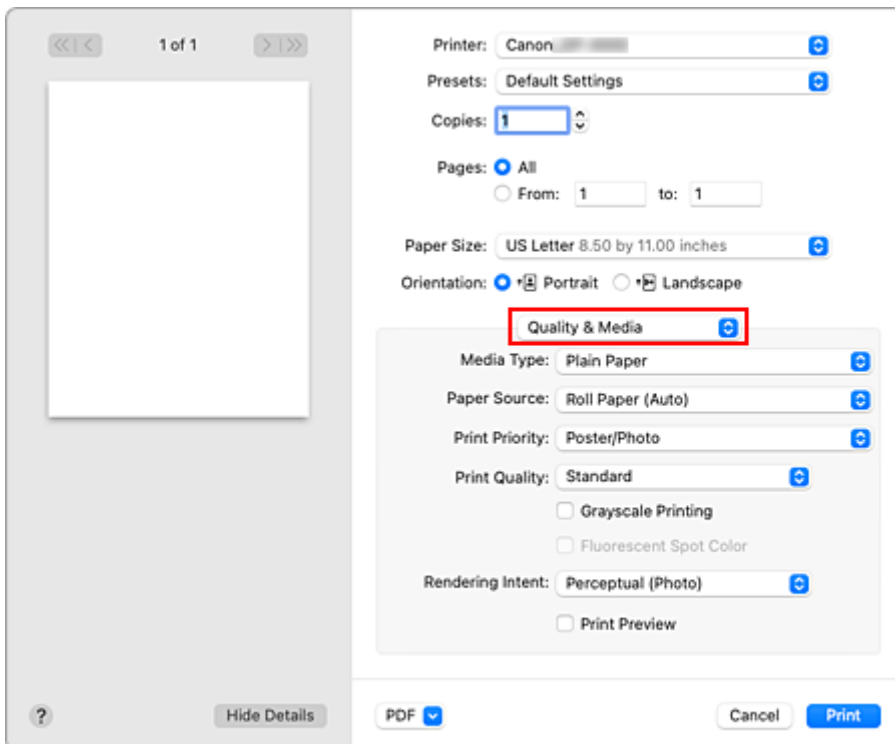 1 of 1
Printer: Canon
Presets: Default Settings
Copies: 1
Pages: All
From: 1 to: 1
Paper Size: US Letter 8.50 by 11.00 inches
Orientation: Portrait Landscape
Quality & Media
Media Type: Plain Paper
Paper Source: Roll Paper (Auto)
Print Priority: Poster/Photo
Print Quality: Standard
Grayscale Printing
Fluorescent Spot Color
Rendering Intent: Perceptual (Photo)
Print Preview
? Hide Details PDF Cancel Print